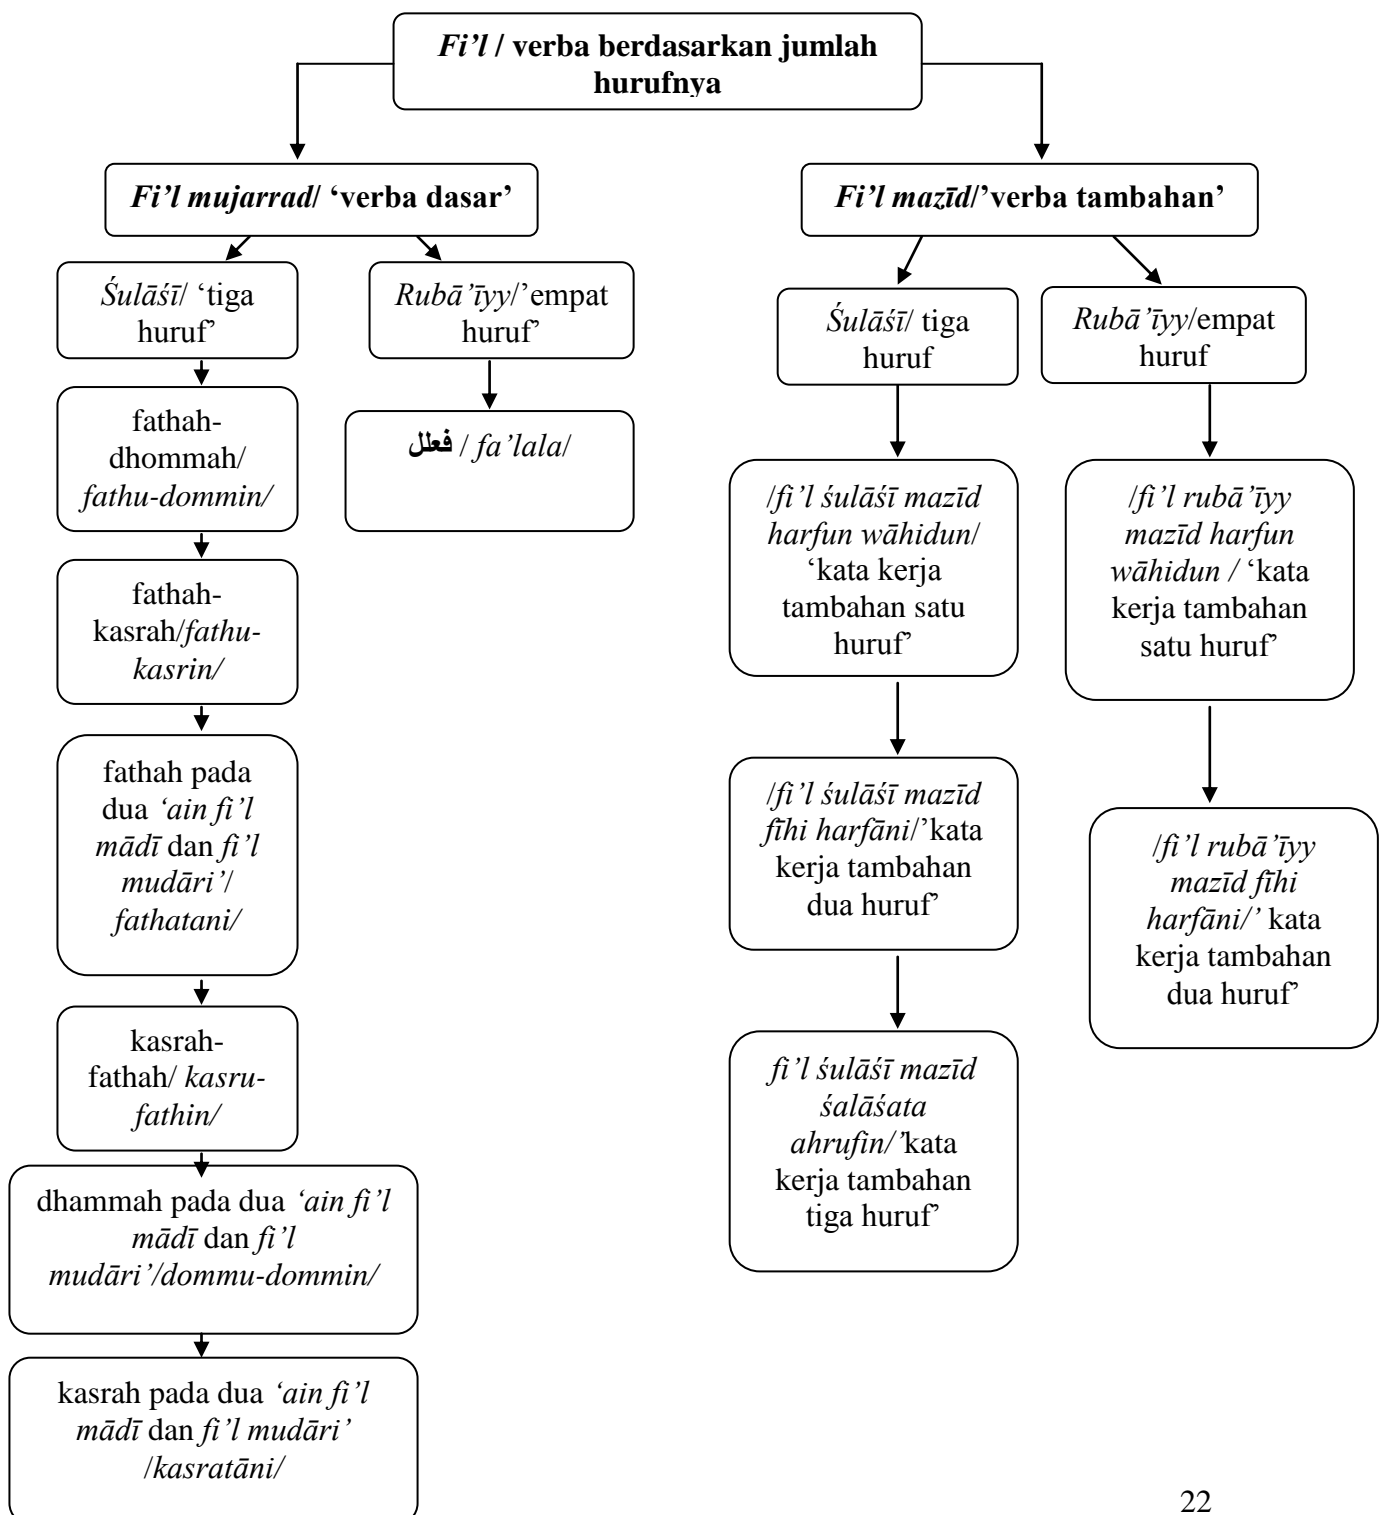 Fi’l / verba berdasarkan jumlah
hurufnya
Fi’l mujarrad/ ‘verba dasar’
Fi’l mazīd/’verba tambahan’
Śulāśī/ ‘tiga
huruf’
Rubā’īyy/’empat
huruf’
Śulāśī/ tiga
huruf
Rubā’īyy/empat
huruf
fathah-
dhommah/
fathu-dommin/
فعلل / fa’lala/
fathah-
kasrah/fathu-
kasrin/
fathah pada
dua ‘ain fi’l
mādī dan fi’l
mudāri’/
fathatani/
kasrah-
fathah/ kasru-
fathin/
dhammah pada dua ‘ain fi’l
mādī dan fi’l
mudāri’/dommu-dommin/
kasrah pada dua ‘ain fi’l
mādī dan fi’l mudāri’
/kasratāni/
/fi’l śulāśī mazīd
harfun wāhidun/
‘kata kerja
tambahan satu
huruf’
/fi’l śulāśī mazīd
fīhi harfāni/’kata
kerja tambahan
dua huruf’
fi’l śulāśī mazīd
śalāśata
ahrufin/’kata
kerja tambahan
tiga huruf’
/fi’l rubā’īyy
mazīd harfun
wāhidun / ‘kata
kerja tambahan
satu huruf’
/fi’l rubā’īyy
mazīd fīhi
harfāni/’ kata
kerja tambahan
dua huruf’
22